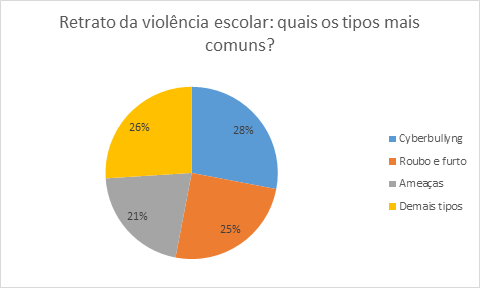 Retrato da violência escolar: quais os tipos mais
comuns?
26%
28%
21%
25%
Cyberbullyng
Roubo e furto
Ameaças
Demais tipos